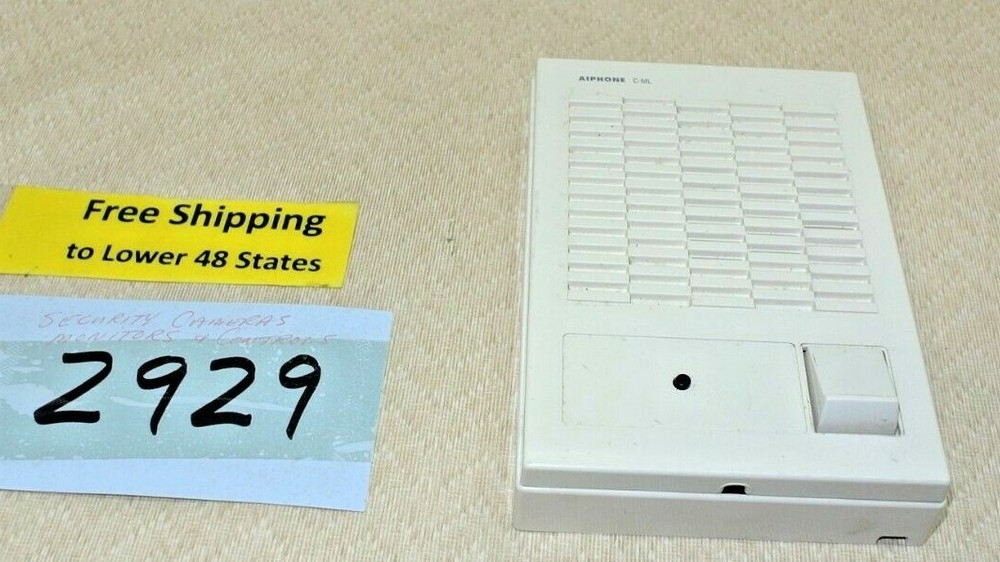 AIPHONE C-ML
Free Shipping
to Lower 48 States
SECURITY CAMERAS
MONITORS & CONTROLS
2929